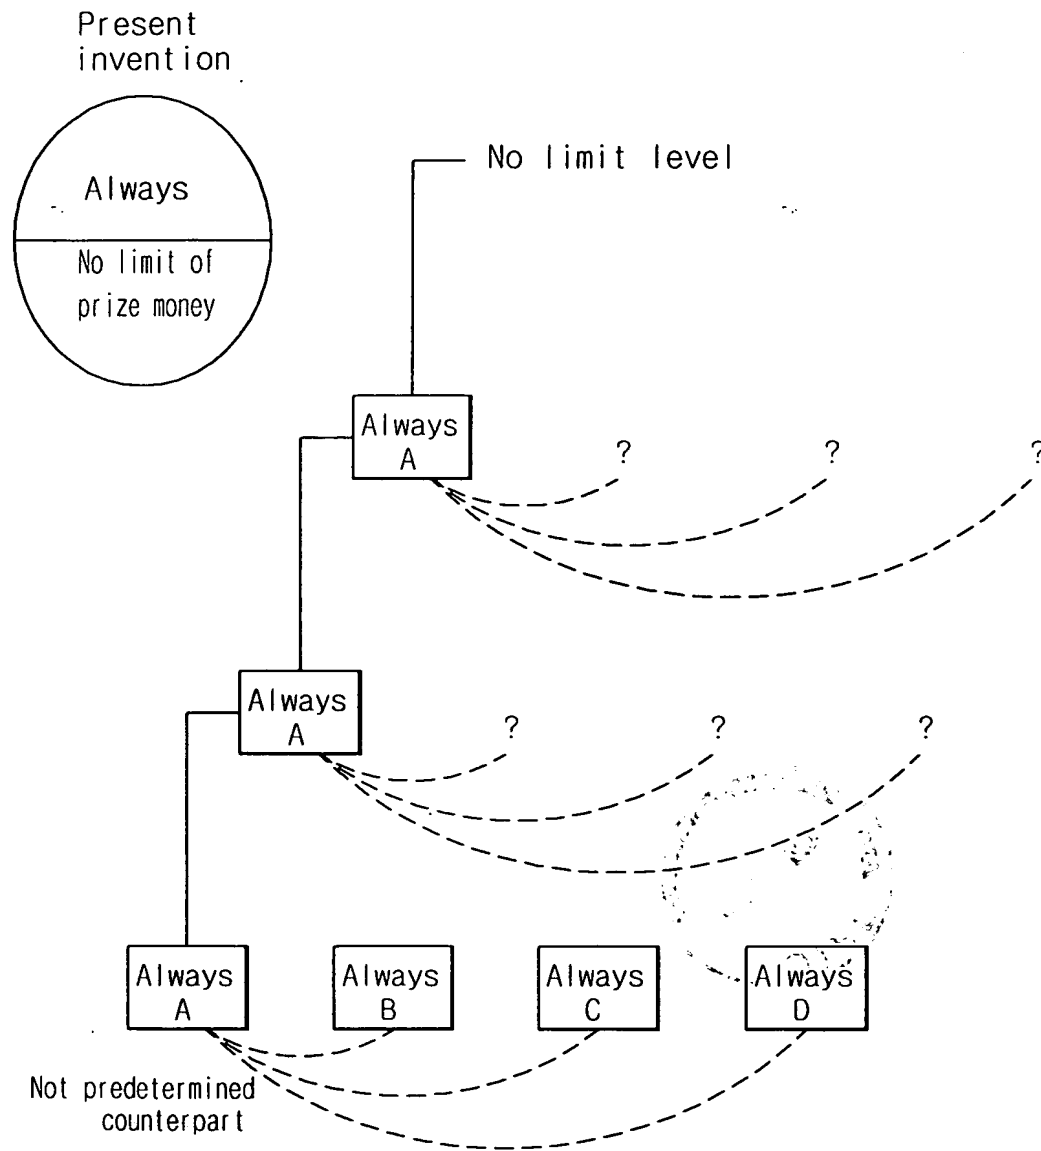 Present
invention
Always
No limit of
prize money
No limit level
Always
A
?
?
?
Always
A
?
?
?
Always
A
Always
B
Always
C
Always
D
Not predetermined
counterpart